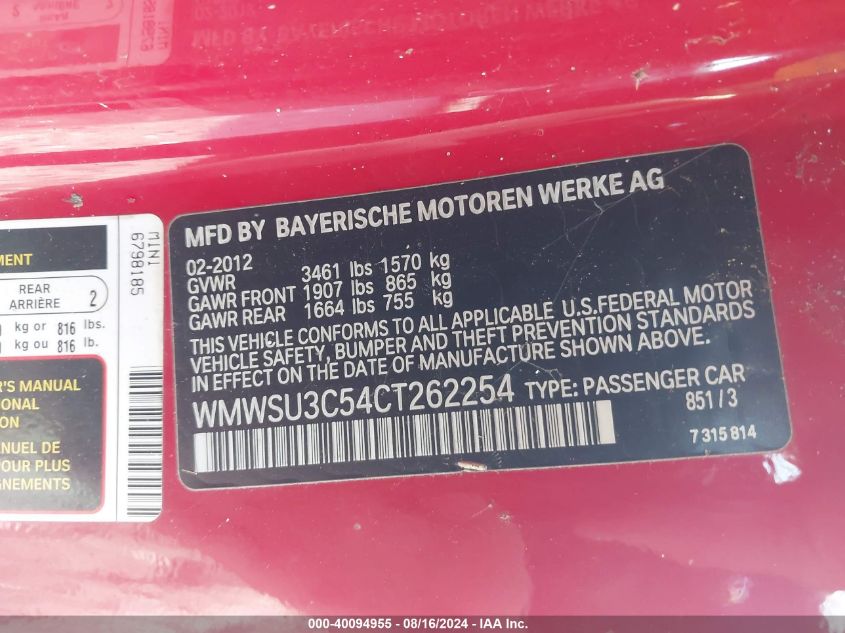 MFD BY BAYERISCHE MOTOREN WERKE AG
02-2012
GVWR 3461 lbs 1570 kg
GAWR FRONT 1907 lbs 865 kg
GAWR REAR 1664 lbs 755 kg
THIS VEHICLE CONFORMS TO ALL APPLICABLE U.S.FEDERAL MOTOR
VEHICLE SAFETY, BUMPER AND THEFT PREVENTION STANDARDS
IN EFFECT ON THE DATE OF MANUFACTURE SHOWN ABOVE.
WMWSU3C54CT262254 TYPE: PASSENGER CAR
851/3
7 315 814
MENT
REAR
ARRIÈRE 2
kg or 816 lbs.
kg ou 816 lb.
R'S MANUAL
IONAL
ION
NUEL DE
POUR PLUS
GNEMENTS
MINI
6798185
000-40094955 - 08/16/2024 - IAA Inc.